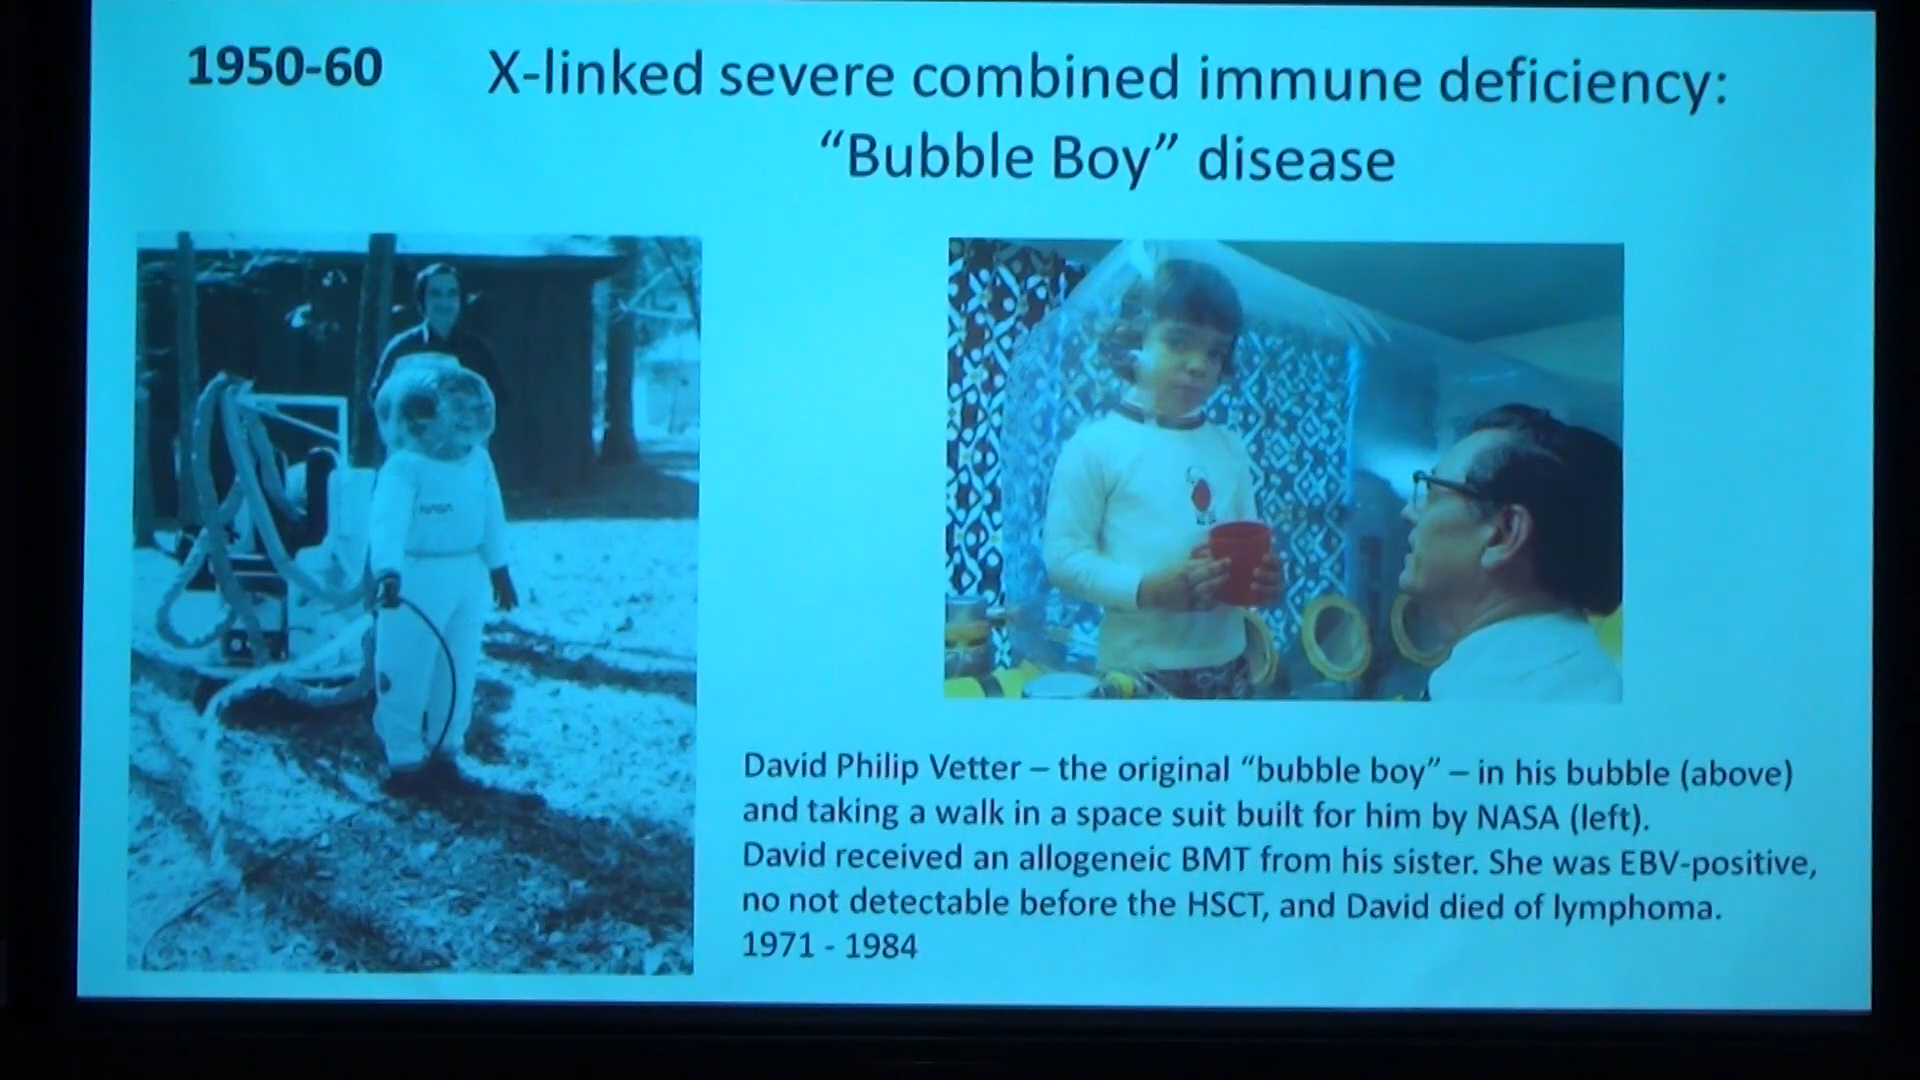 1950-60
X-linked severe combined immune deficiency:
“Bubble Boy” disease
NASA
David Philip Vetter – the original “bubble boy” – in his bubble (above)
and taking a walk in a space suit built for him by NASA (left).
David received an allogeneic BMT from his sister. She was EBV-positive,
no not detectable before the HSCT, and David died of lymphoma.
1971 - 1984